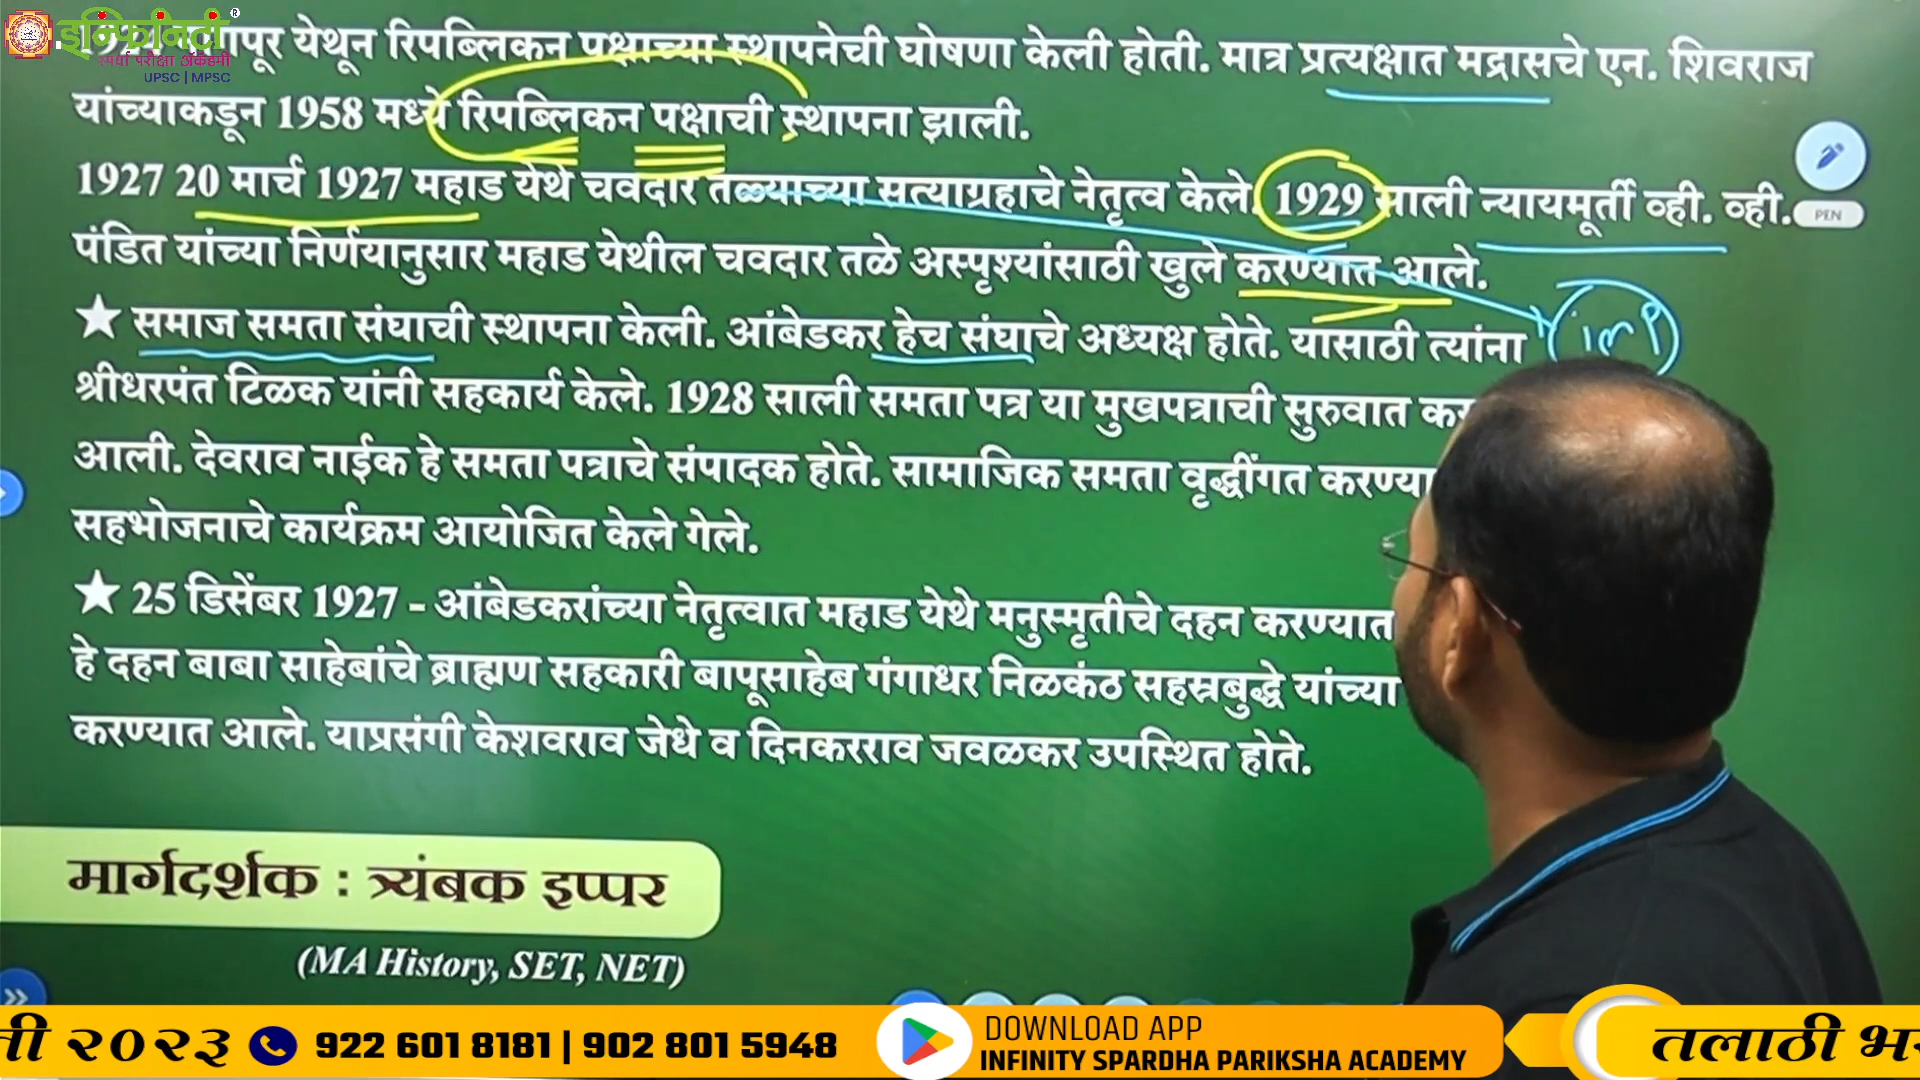 इन्फिनिटी ®
स्पर्धा परीक्षा अ‍ॅकॅडमी
UPSC | MPSC
येथून रिपब्लिकन पक्षाच्या स्थापनेची घोषणा केली होती. मात्र प्रत्यक्षात मद्रासचे एन. शिवराज
यांच्याकडून 1958 मध्ये रिपब्लिकन पक्षाची स्थापना झाली.
PEN
1927 20 मार्च 1927 महाड येथे चवदार तळ्याच्या सत्याग्रहाचे नेतृत्व केले. 1929 साली न्यायमूर्ती व्ही. व्ही.
पंडित यांच्या निर्णयानुसार महाड येथील चवदार तळे अस्पृश्यांसाठी खुले करण्यात आले.
★ समाज समता संघाची स्थापना केली. आंबेडकर हेच संघाचे अध्यक्ष होते. यासाठी त्यांना
imp
श्रीधरपंत टिळक यांनी सहकार्य केले. 1928 साली समता पत्र या मुखपत्राची सुरुवात
आली. देवराव नाईक हे समता पत्राचे संपादक होते. सामाजिक समता वृद्धींगत
सहभोजनाचे कार्यक्रम आयोजित केले गेले.
★ 25 डिसेंबर 1927 - आंबेडकरांच्या नेतृत्वात महाड येथे मनुस्मृतीचे दहन करण्यात
हे दहन बाबा साहेबांचे ब्राह्मण सहकारी बापूसाहेब गंगाधर निळकंठ सहस्रबुद्धे यांच्या
करण्यात आले. याप्रसंगी केशवराव जेधे व दिनकरराव जवळकर उपस्थित होते.
मार्गदर्शक : त्र्यंबक इप्पर
(MA History, SET, NET)
२०२३ 922 601 8181 | 902 801 5948
DOWNLOAD APP
INFINITY SPARDHA PARIKSHA ACADEMY
तलाठी